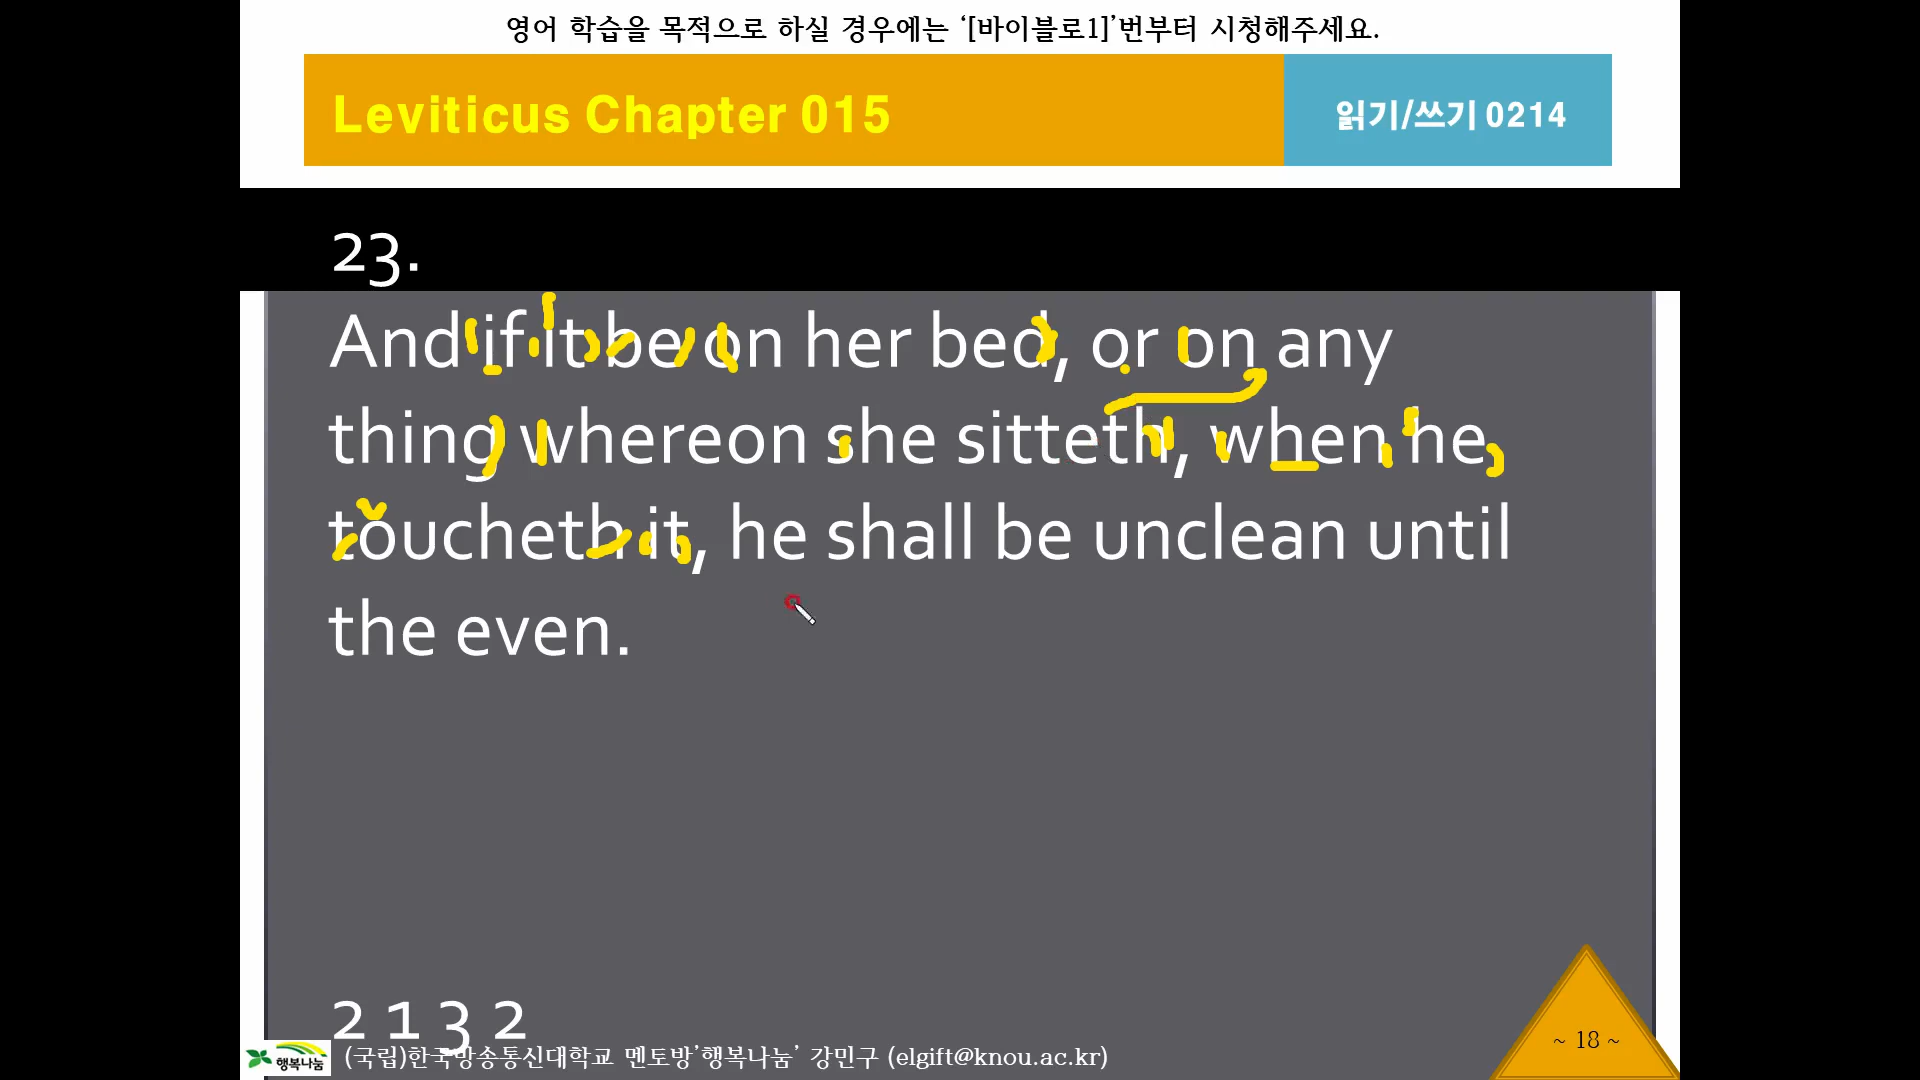 영어 학습을 목적으로 하실 경우에는 ‘[바이블로1]’번부터 시청해주세요.
Leviticus Chapter 015
읽기/쓰기 0214
23.
And if it be on her bed, or on any
thing whereon she sitteth, when he
toucheth it, he shall be unclean until
the even.
2 1 3 2
~ 18 ~
행복나눔
(국립)한국방송통신대학교 멘토방’행복나눔’ 강민구 (elgift@knou.ac.kr)